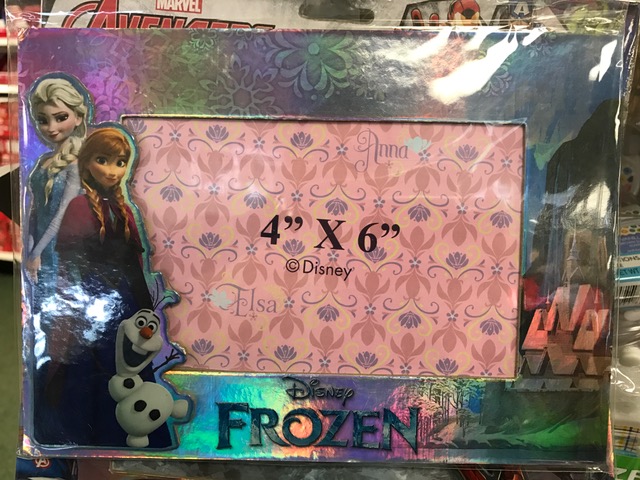 MARVEL
AVENGERS
Anna
4” X 6”
©Disney
Elsa
Disney
FROZEN